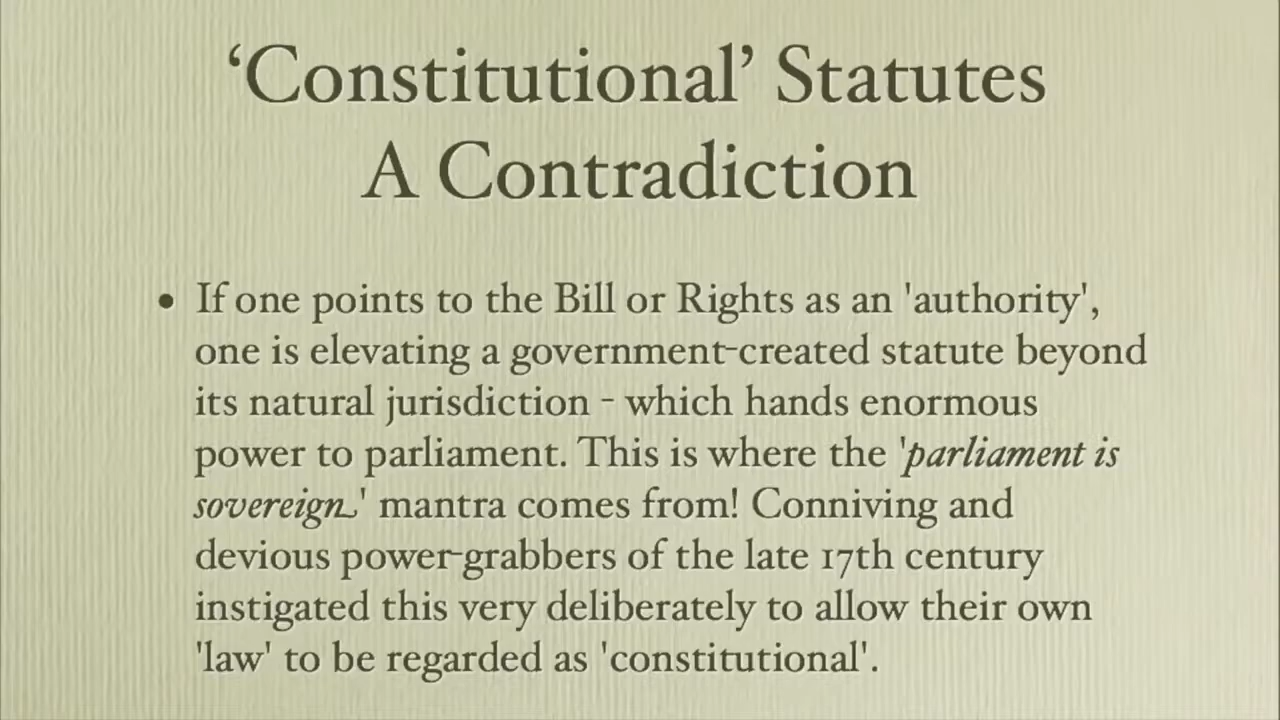 ‘Constitutional’ Statutes
A Contradiction
• If one points to the Bill or Rights as an 'authority',
one is elevating a government-created statute beyond
its natural jurisdiction - which hands enormous
power to parliament. This is where the 'parliament is
sovereign' mantra comes from! Conniving and
devious power-grabbers of the late 17th century
instigated this very deliberately to allow their own
'law' to be regarded as 'constitutional'.